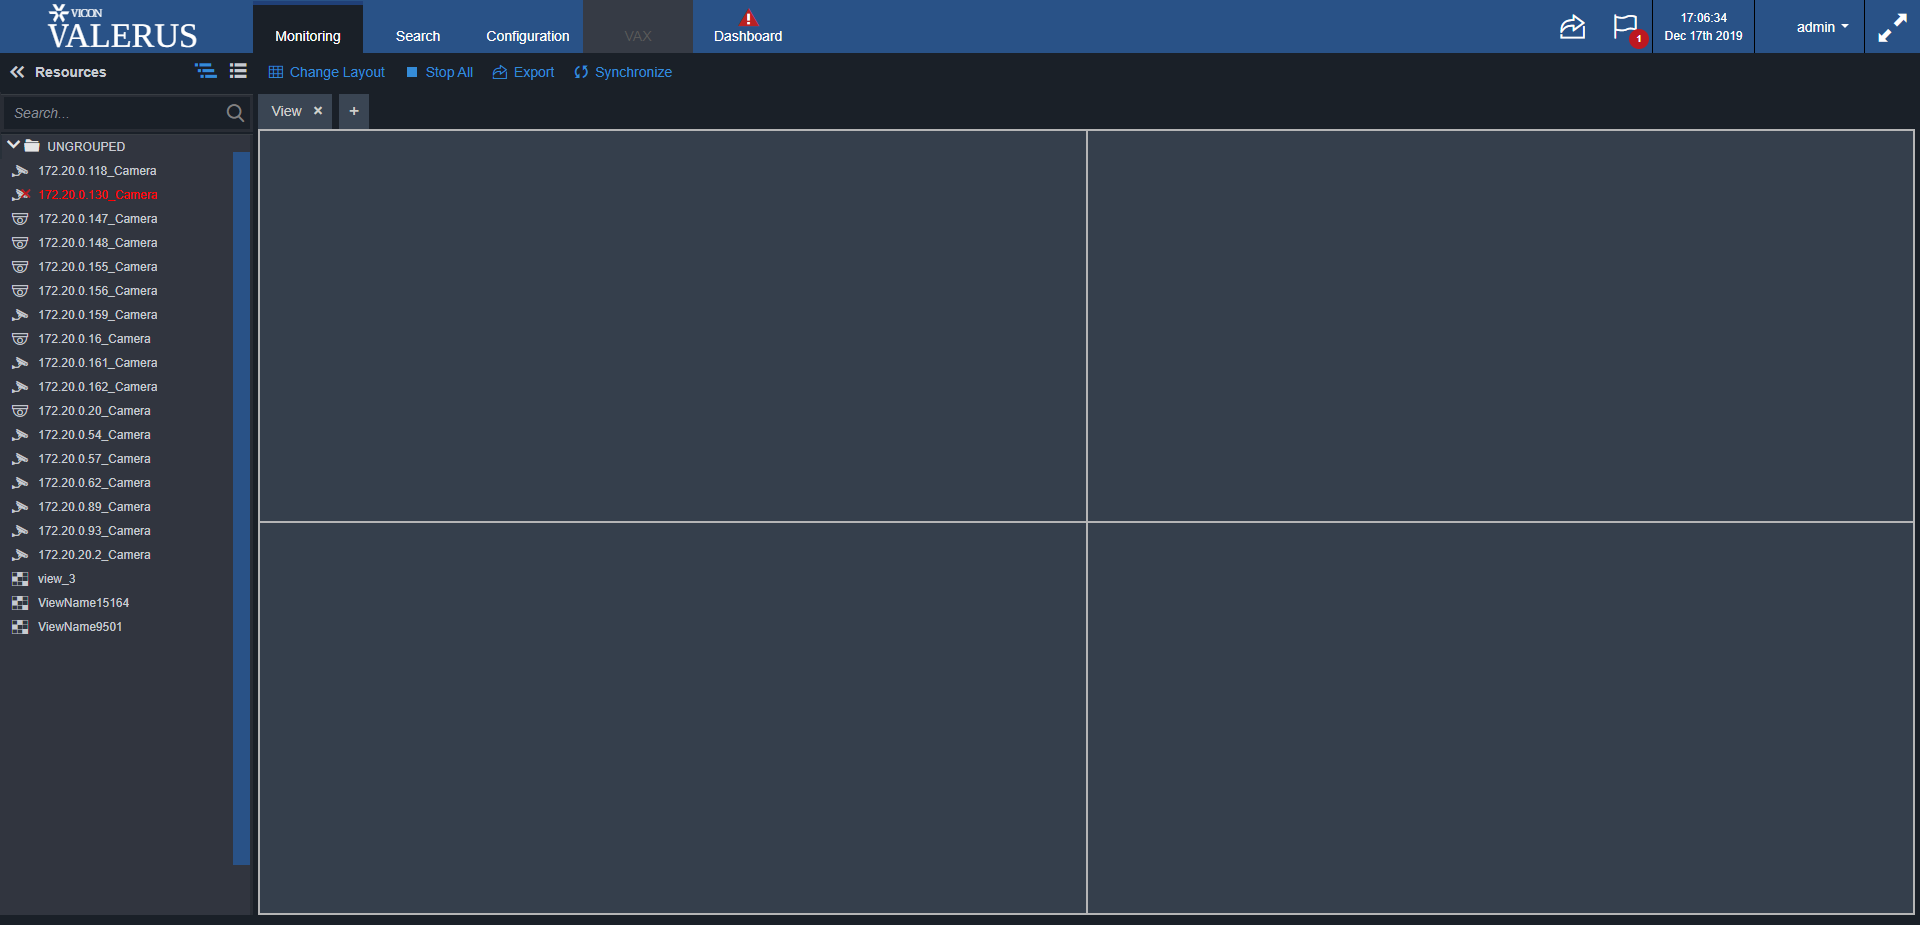 VICON
VALERUS
Monitoring
Search
Configuration
VAX
Dashboard
1
17:06:34
Dec 17th 2019
admin
Resources
Change Layout
Stop All
Export
Synchronize
Search...
View
+
UNGROUPED
172.20.0.118_Camera
172.20.0.130_Camera
172.20.0.147_Camera
172.20.0.148_Camera
172.20.0.155_Camera
172.20.0.156_Camera
172.20.0.159_Camera
172.20.0.16_Camera
172.20.0.161_Camera
172.20.0.162_Camera
172.20.0.20_Camera
172.20.0.54_Camera
172.20.0.57_Camera
172.20.0.62_Camera
172.20.0.89_Camera
172.20.0.93_Camera
172.20.20.2_Camera
view_3
ViewName15164
ViewName9501